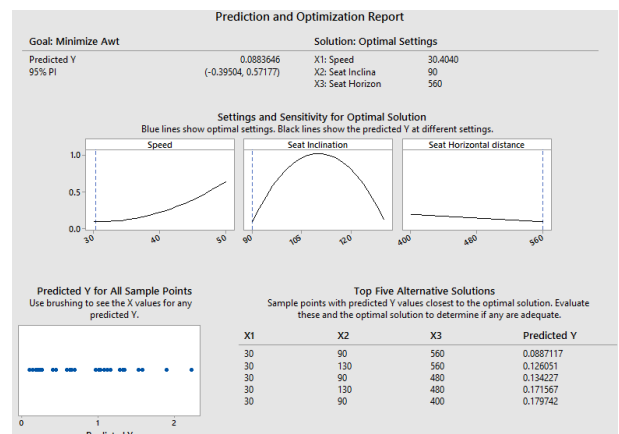 Prediction and Optimization Report
Goal: Minimize Awt
Solution: Optimal Settings
Predicted Y 0.0883646
95% PI (-0.39504, 0.57177)
X1: Speed 30.4040
X2: Seat Inclina 90
X3: Seat Horizon 560
Settings and Sensitivity for Optimal Solution
Blue lines show optimal settings. Black lines show the predicted Y at different settings.
Speed Seat Inclination Seat Horizontal distance
1.0
0.5
0.0
30 40 50 90 105 120 400 480 560
Predicted Y for All Sample Points
Use brushing to see the X values for any
predicted Y.
0 1 2
Predicted Y
Top Five Alternative Solutions
Sample points with predicted Y values closest to the optimal solution. Evaluate
these and the optimal solution to determine if any are adequate.
X1 X2 X3 Predicted Y
30 90 560 0.0887117
30 130 560 0.126051
30 90 480 0.134227
30 130 480 0.171567
30 90 400 0.179742